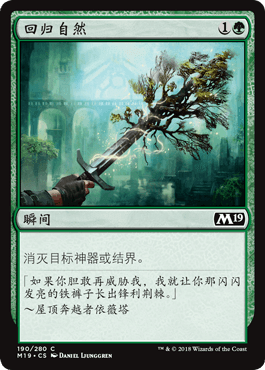 回归自然 1
瞬间 M19
消灭目标神器或结界。
「如果你胆敢再威胁我，我就让你那闪闪
发亮的铁裤子长出锋利荆棘。」
～屋顶奔越者依薇塔
190/280 C
M19 • CS DANIEL LJUNGGREN
™ & © 2018 Wizards of the Coast